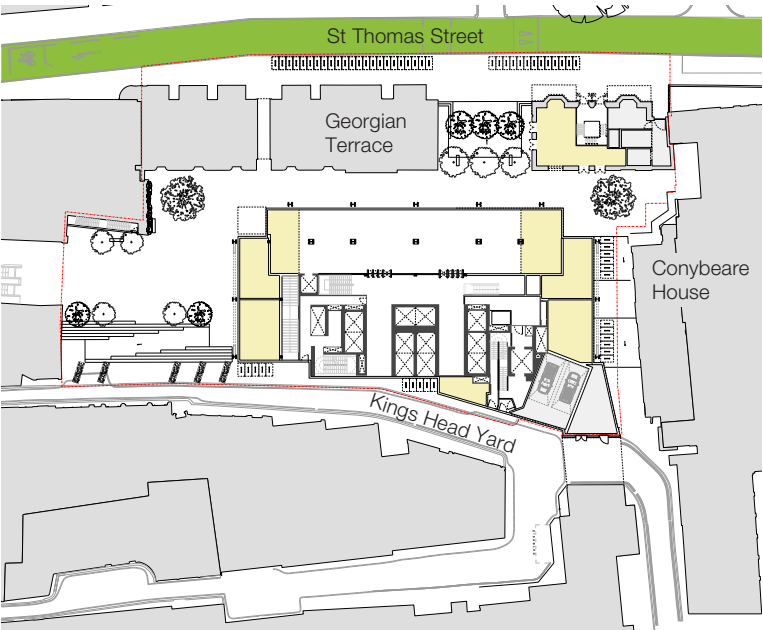 St Thomas Street
Georgian
Terrace
Conybeare
House
Kings Head Yard